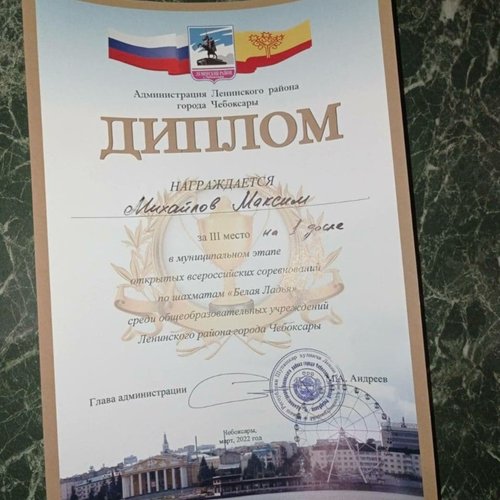 Администрация Ленинского района
города Чебоксары
ДИПЛОМ
НАГРАЖДАЕТСЯ
Михайлов Максим
за III место на 1 доске
в муниципальном этапе
открытых всероссийских соревнований
по шахматам «Белая Ладья»
среди общеобразовательных учреждений
Ленинского района города Чебоксары
Глава администрации
А. Андреев
Чебоксары,
март, 2022 год